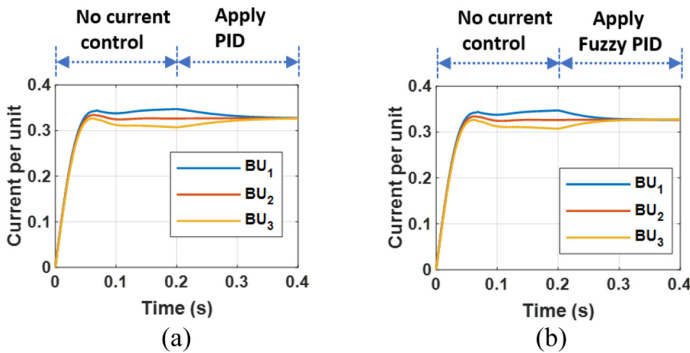 No current
control
Apply
PID
Current per unit
0.4
0.3
0.2
0.1
0
BU1
BU2
BU3
0
0.1
0.2
0.3
0.4
Time (s)
(a)
No current
control
Apply
Fuzzy PID
Current per unit
0.4
0.3
0.2
0.1
0
BU1
BU2
BU3
0
0.1
0.2
0.3
0.4
Time (s)
(b)